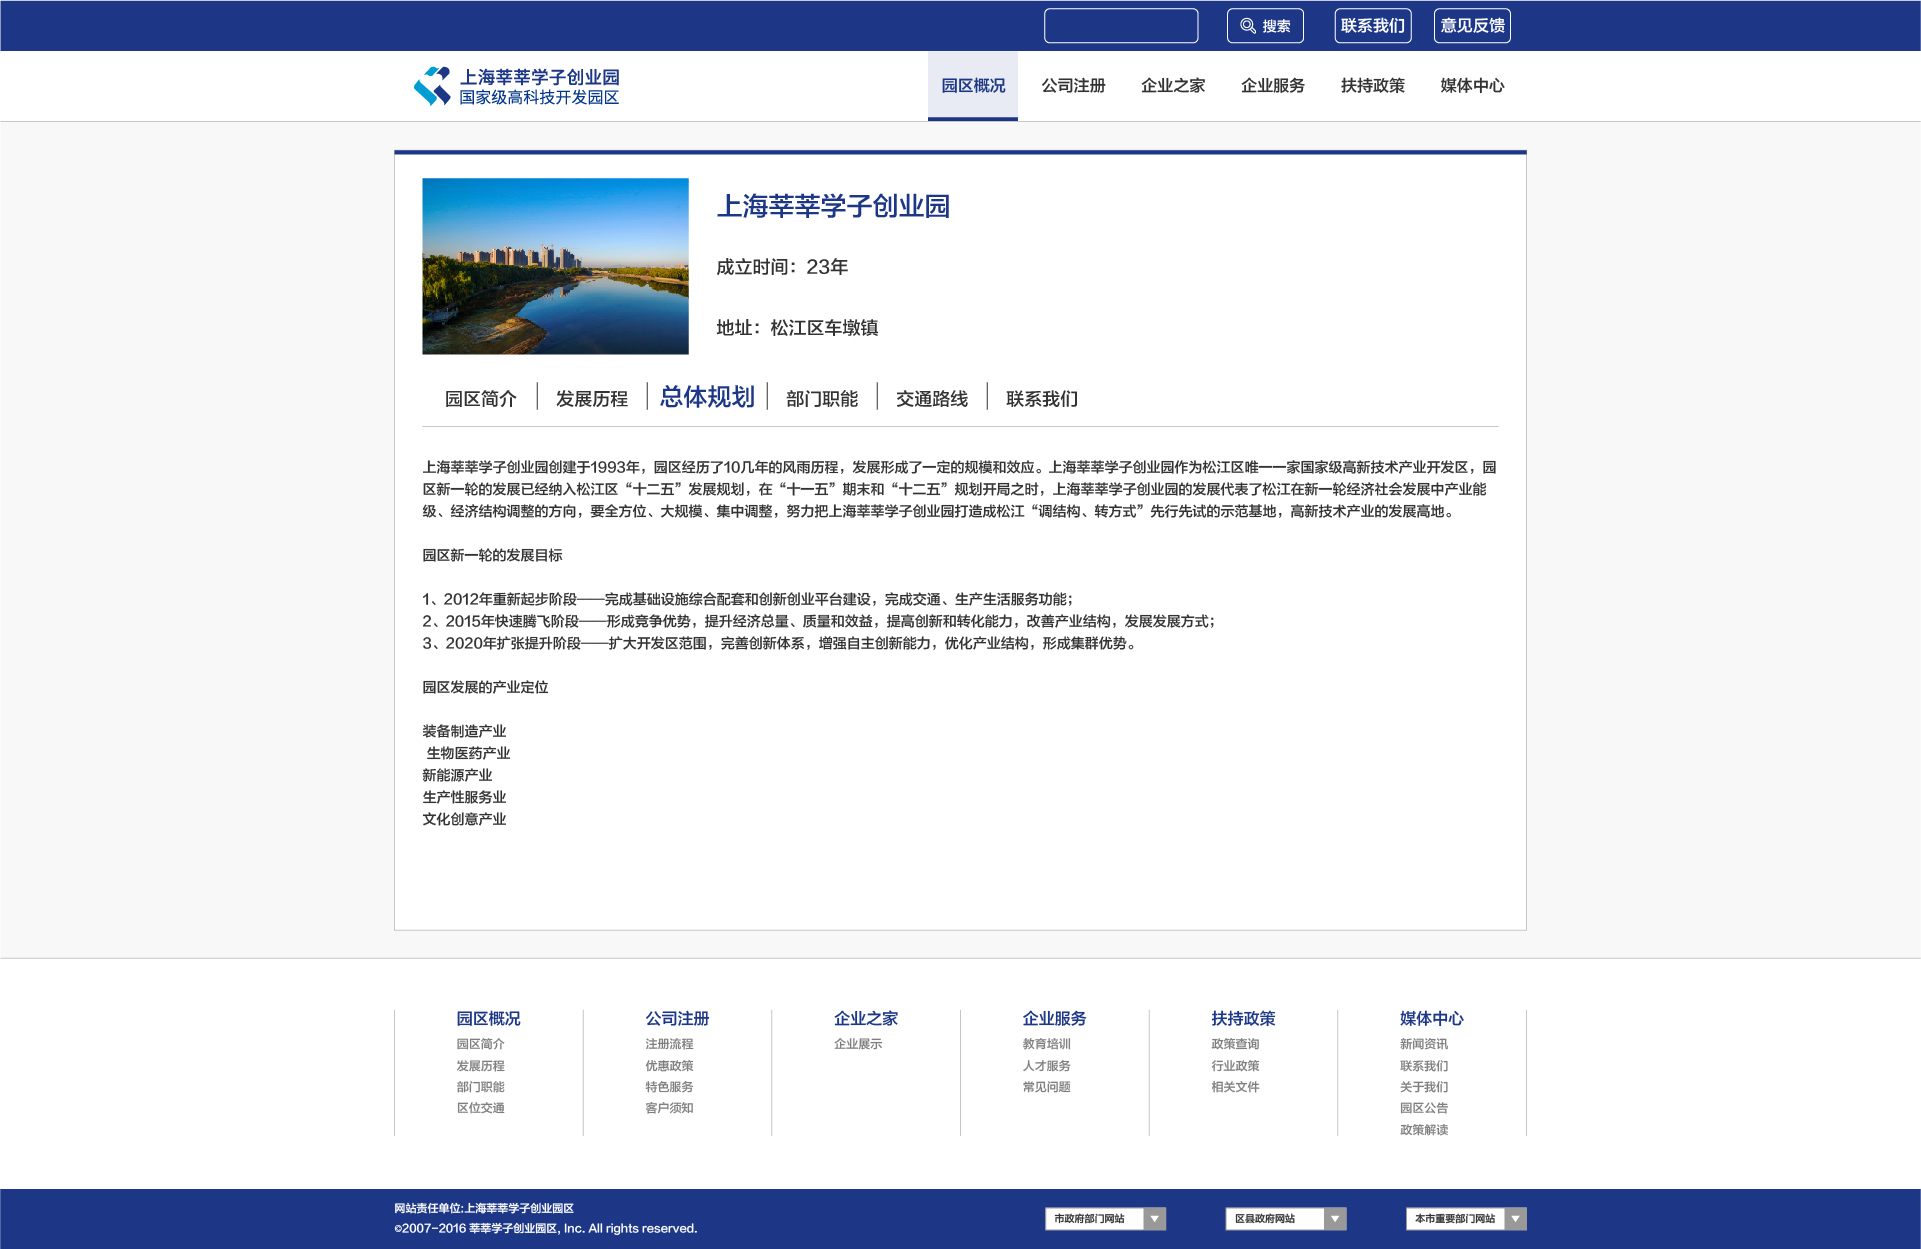 搜索
联系我们
意见反馈
上海莘莘学子创业园
国家级高科技开发园区
园区概况
公司注册
企业之家
企业服务
扶持政策
媒体中心
上海莘莘学子创业园
成立时间：23年
地址：松江区车墩镇
园区简介
发展历程
总体规划
部门职能
交通路线
联系我们
上海莘莘学子创业园创建于1993年，园区经历了10几年的风雨历程，发展形成了一定的规模和效应。上海莘莘学子创业园作为松江区唯一一家国家级高新技术产业开发区，园
区新一轮的发展已经纳入松江区“十二五”发展规划，在“十一五”期末和“十二五”规划开局之时，上海莘莘学子创业园的发展代表了松江在新一轮经济社会发展中产业能
级、经济结构调整的方向，要全方位、大规模、集中调整，努力把上海莘莘学子创业园打造成松江“调结构、转方式”先行先试的示范基地，高新技术产业的发展高地。
园区新一轮的发展目标
1、2012年重新起步阶段——完成基础设施综合配套和创新创业平台建设，完成交通、生产生活服务功能；
2、2015年快速腾飞阶段——形成竞争优势，提升经济总量、质量和效益，提高创新和转化能力，改善产业结构，发展发展方式；
3、2020年扩张提升阶段——扩大开发区范围，完善创新体系，增强自主创新能力，优化产业结构，形成集群优势。
园区发展的产业定位
装备制造产业
生物医药产业
新能源产业
生产性服务业
文化创意产业
园区概况
园区简介
发展历程
部门职能
区位交通
公司注册
注册流程
优惠政策
特色服务
客户须知
企业之家
企业展示
企业服务
教育培训
人才服务
常见问题
扶持政策
政策查询
行业政策
相关文件
媒体中心
新闻资讯
联系我们
关于我们
园区公告
政策解读
网站责任单位:上海莘莘学子创业园区
©2007-2016 莘莘学子创业园区, Inc. All rights reserved.
市政府部门网站
区县政府网站
本市重要部门网站